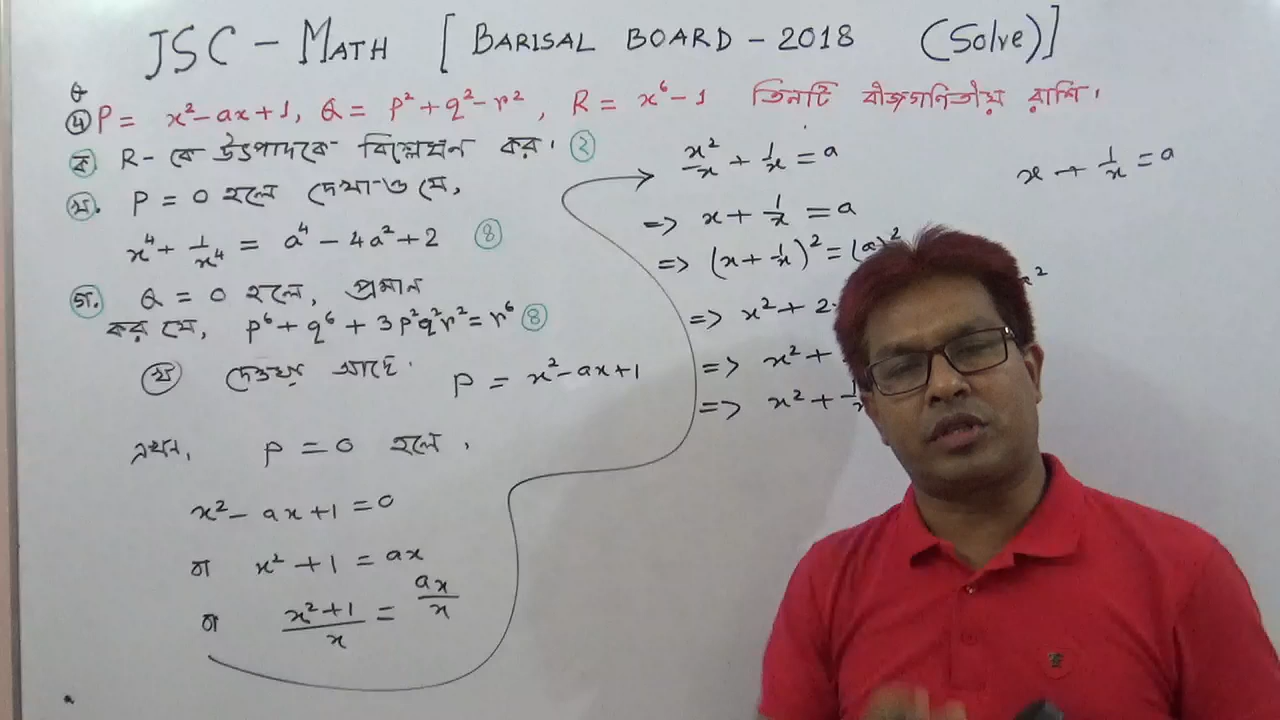 JSC - MATH [BARISAL BOARD - 2018 (Solve)]
Q
④ P = x² - ax + 1, Q = p² + q² - r², R = x⁶ - 1 তিনটি বীজগণিতীয় রাশি।
ক. R - কে উৎপাদকে বিশ্লেষণ কর। ২
খ. P = 0 হলে দেখাও যে,
x⁴ + 1/x⁴ = a⁴ - 4a² + 2 ৪
গ. Q = 0 হলে, প্রমান
কর যে, p⁶ + q⁶ + 3p²q²r² = r⁶ ৪
খ দেওয়া আছে. P = x² - ax + 1
এখন, P = 0 হলে,
x² - ax + 1 = 0
বা x² + 1 = ax
বা (x² + 1)/x = ax/x
x²/x + 1/x = a
=> x + 1/x = a
=> (x + 1/x)² = (a)²
=> x² + 2·
=> x² +
=> x² +
x + 1/x = a